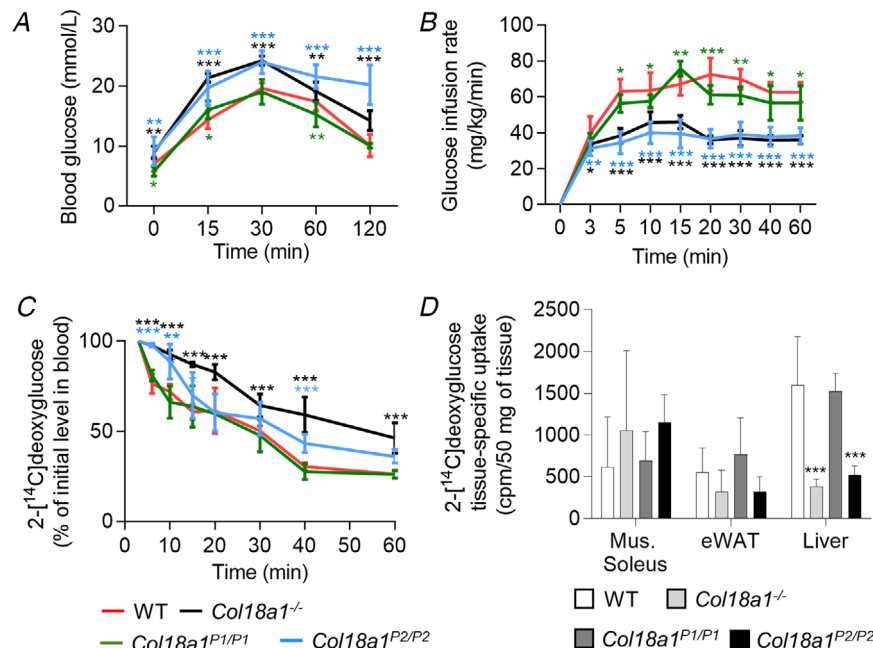 A
Blood glucose (mmol/L)
30
20
10
0
*** *** ** ***
*** *** ** ***
**
**
*
*
**
0 15 30 60 120
Time (min)
B
Glucose infusion rate
(mg/kg/min)
100
80
60
40
20
0
* * ** *** ** * *
** *** *** *** *** *** *** ***
* *** *** *** *** *** *** ***
0 3 5 10 15 20 30 40 60
Time (min)
C
2-[¹⁴C]deoxyglucose
(% of initial level in blood)
100
50
0
*** *** *** *** *** *** ***
*** ** ***
0 10 20 30 40 50 60
Time (min)
D
2-[¹⁴C]deoxyglucose
tissue-specific uptake
(cpm/50 mg of tissue)
2500
2000
1500
1000
500
0
*** ***
Mus.
Soleus
eWAT
Liver
WT Col18a1-/-
Col18a1P1/P1 Col18a1P2/P2
WT Col18a1-/-
Col18a1P1/P1 Col18a1P2/P2